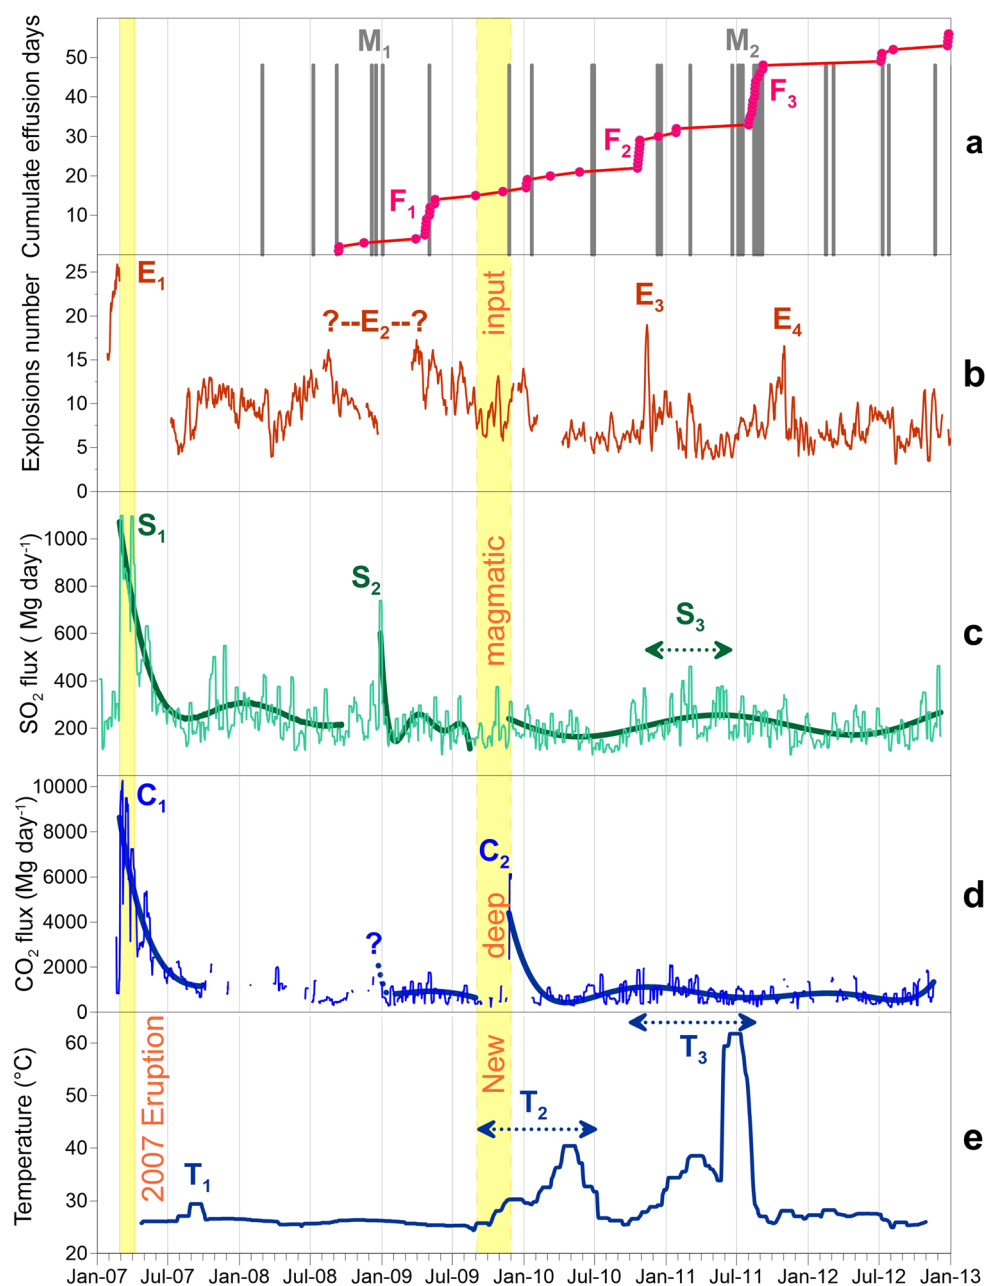 Cumulate effusion days
50
40
30
20
10
M1
M2
F1
F2
F3
a
Explosions number
25
20
15
10
5
0
E1
?--E2--?
E3
E4
input
b
SO2 flux ( Mg day-1)
1000
800
600
400
200
S1
S2
S3
magmatic
c
CO2 flux (Mg day-1)
10000
8000
6000
4000
2000
0
C1
?
C2
deep
d
Temperature (°C)
60
50
40
30
20
2007 Eruption
T1
New
T2
T3
e
Jan-07 Jul-07 Jan-08 Jul-08 Jan-09 Jul-09 Jan-10 Jul-10 Jan-11 Jul-11 Jan-12 Jul-12 Jan-13